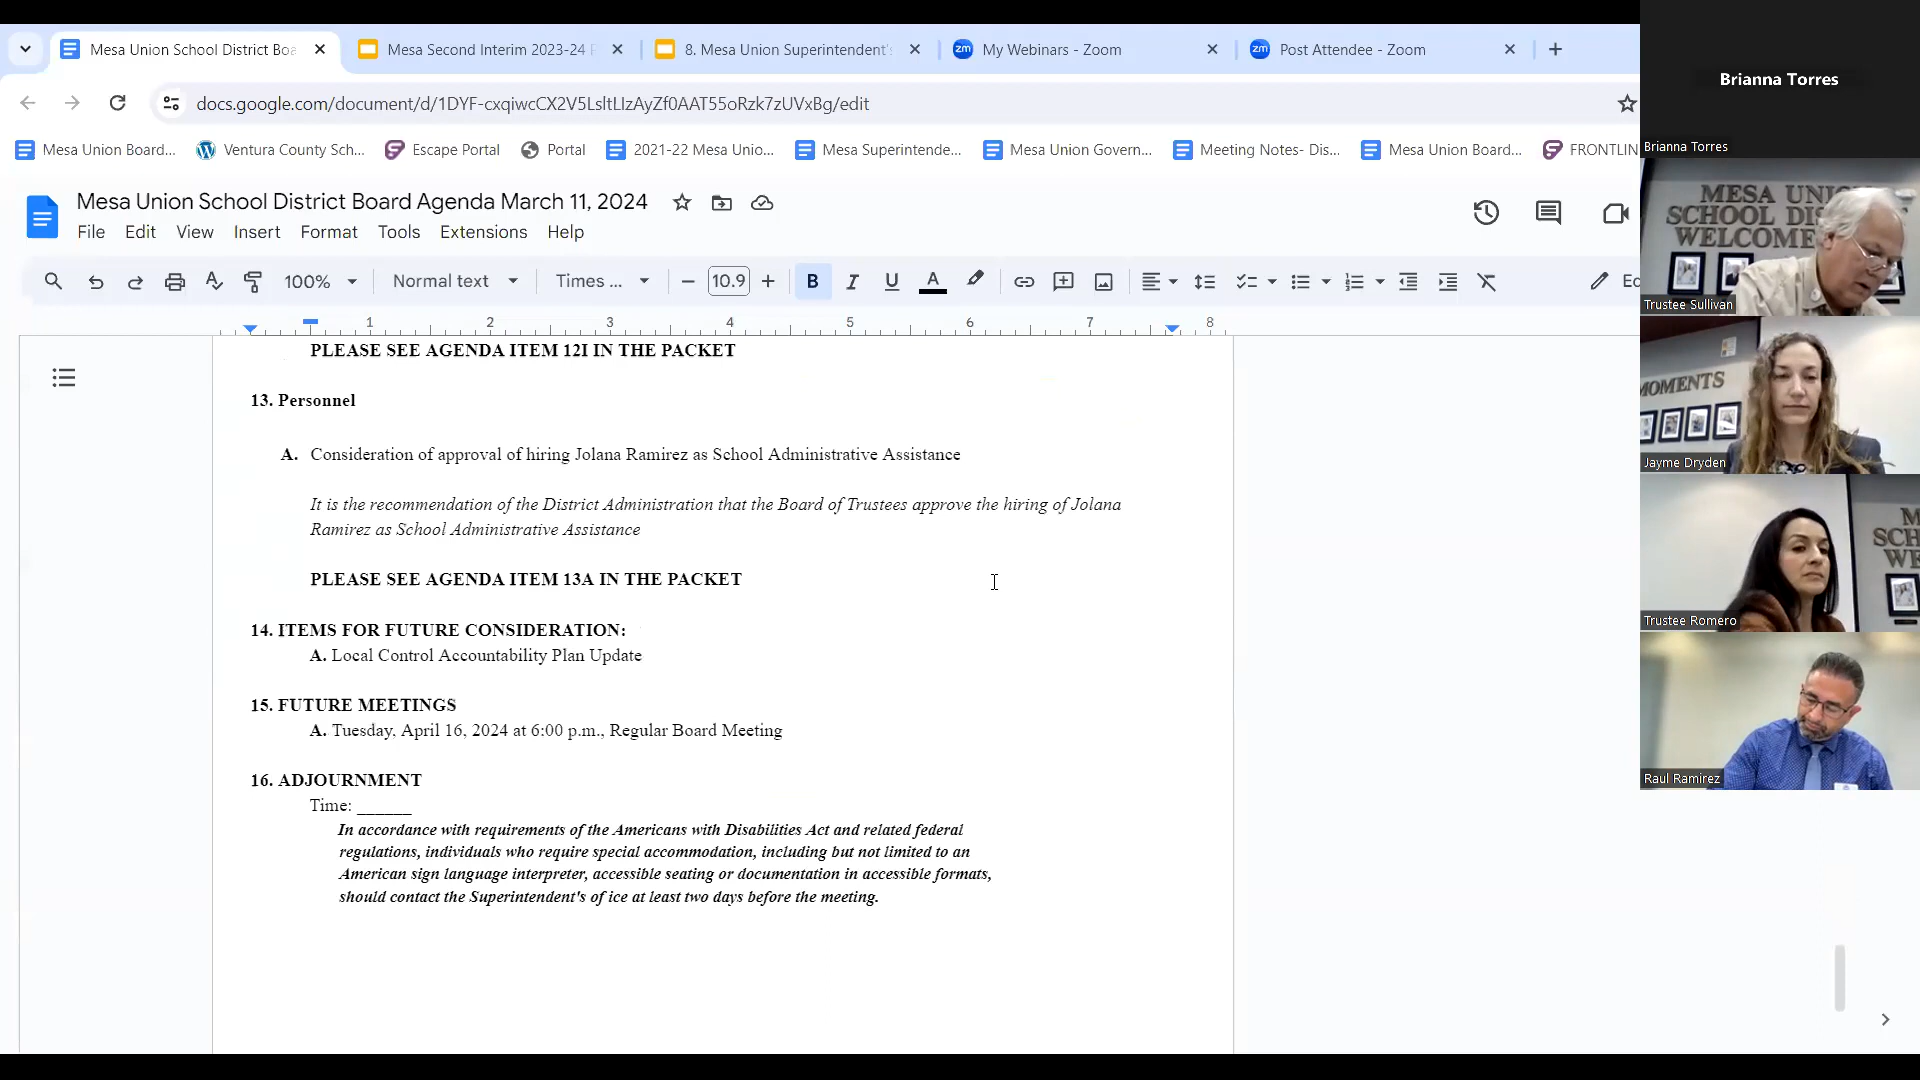 Mesa Union School District Boa
Mesa Second Interim 2023-24 P
8. Mesa Union Superintendent's
My Webinars - Zoom
Post Attendee - Zoom
docs.google.com/document/d/1DYF-cxqiwcCX2V5LsltLIzAyZf0AAT55oRzk7zUVxBg/edit
Mesa Union Board...
Ventura County Sch...
Escape Portal
Portal
2021-22 Mesa Unio...
Mesa Superintende...
Mesa Union Govern...
Meeting Notes- Dis...
Mesa Union Board...
FRONTLIN
Mesa Union School District Board Agenda March 11, 2024
File Edit View Insert Format Tools Extensions Help
100% Normal text Times ... 10.9 B I U A Ed
1 2 3 4 5 6 7 8
PLEASE SEE AGENDA ITEM 12I IN THE PACKET
13. Personnel
A. Consideration of approval of hiring Jolana Ramirez as School Administrative Assistance
It is the recommendation of the District Administration that the Board of Trustees approve the hiring of Jolana
Ramirez as School Administrative Assistance
PLEASE SEE AGENDA ITEM 13A IN THE PACKET
14. ITEMS FOR FUTURE CONSIDERATION:
A. Local Control Accountability Plan Update
15. FUTURE MEETINGS
A. Tuesday, April 16, 2024 at 6:00 p.m., Regular Board Meeting
16. ADJOURNMENT
Time: ______
In accordance with requirements of the Americans with Disabilities Act and related federal
regulations, individuals who require special accommodation, including but not limited to an
American sign language interpreter, accessible seating or documentation in accessible formats,
should contact the Superintendent's of ice at least two days before the meeting.
Brianna Torres
Brianna Torres
MESA UNI
SCHOOL DIS
WELCOME
Trustee Sullivan
MOMENTS
Jayme Dryden
M
SCH
WE
Trustee Romero
Raul Ramirez